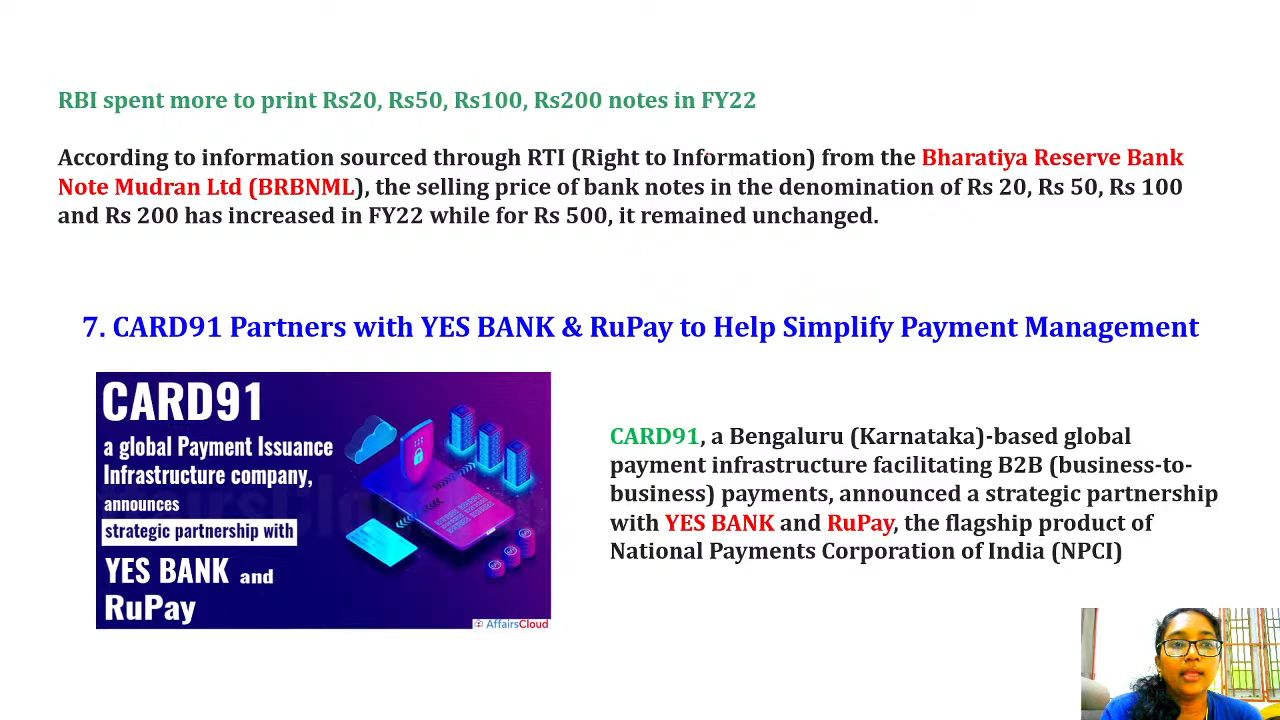 RBI spent more to print Rs20, Rs50, Rs100, Rs200 notes in FY22
According to information sourced through RTI (Right to Information) from the Bharatiya Reserve Bank
Note Mudran Ltd (BRBNML), the selling price of bank notes in the denomination of Rs 20, Rs 50, Rs 100
and Rs 200 has increased in FY22 while for Rs 500, it remained unchanged.
7. CARD91 Partners with YES BANK & RuPay to Help Simplify Payment Management
CARD91
a global Payment Issuance
Infrastructure company,
announces
strategic partnership with
YES BANK and
RuPay
AffairsCloud
CARD91, a Bengaluru (Karnataka)-based global
payment infrastructure facilitating B2B (business-to-
business) payments, announced a strategic partnership
with YES BANK and RuPay, the flagship product of
National Payments Corporation of India (NPCI)